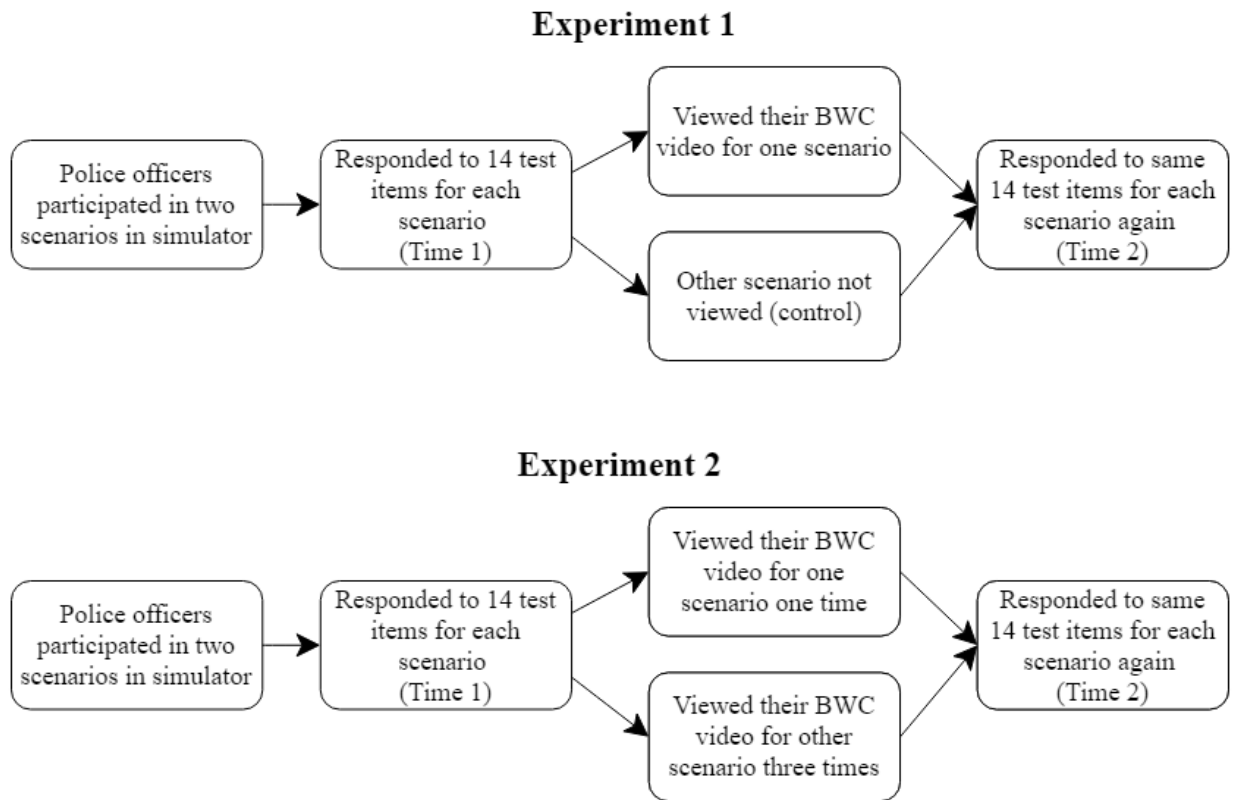 Experiment 1
Police officers
participated in two
scenarios in simulator
Responded to 14 test
items for each
scenario
(Time 1)
Viewed their BWC
video for one scenario
Other scenario not
viewed (control)
Responded to same
14 test items for each
scenario again
(Time 2)
Experiment 2
Police officers
participated in two
scenarios in simulator
Responded to 14 test
items for each
scenario
(Time 1)
Viewed their BWC
video for one
scenario one time
Viewed their BWC
video for other
scenario three times
Responded to same
14 test items for each
scenario again
(Time 2)